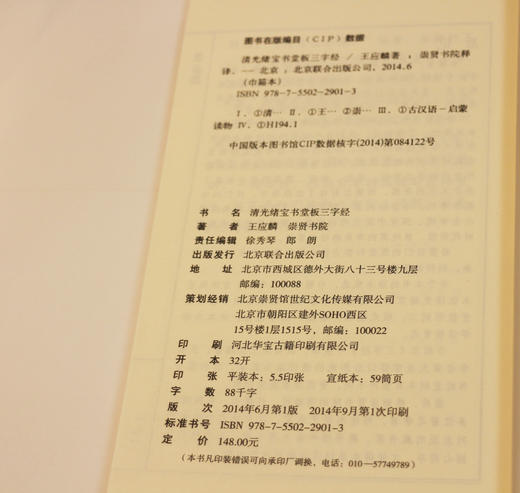 图书在版编目(CIP)数据
清光绪宝书堂板三字经 / 王应麟著 ; 崇贤书院释
译. -- 北京 : 北京联合出版公司, 2014.6
(巾箱本)
ISBN 978-7-5502-2901-3
Ⅰ. ①清… Ⅱ. ①王… ②崇… Ⅲ. ①古汉语-启蒙
读物 Ⅳ. ①H194.1
中国版本图书馆CIP数据核字(2014)第084122号
书 名 清光绪宝书堂板三字经
著 者 王应麟 崇贤书院
责任编辑 徐秀琴 郎 朗
出版发行 北京联合出版公司
地 址 北京市西城区德外大街八十三号楼九层
邮编:100088
策划经销 北京崇贤馆世纪文化传媒有限公司
北京市朝阳区建外SOHO西区
15号楼1层1515号,邮编:100022
印 刷 河北华宝古籍印刷有限公司
开 本 32开
印 张 平装本:5.5印张 宣纸本:59筒页
字 数 88千字
版 次 2014年6月第1版 2014年9月第1次印刷
标准书号 ISBN 978-7-5502-2901-3
定 价 148.00元
(本书凡印装错误可向承印厂调换,电话:010-57749789)